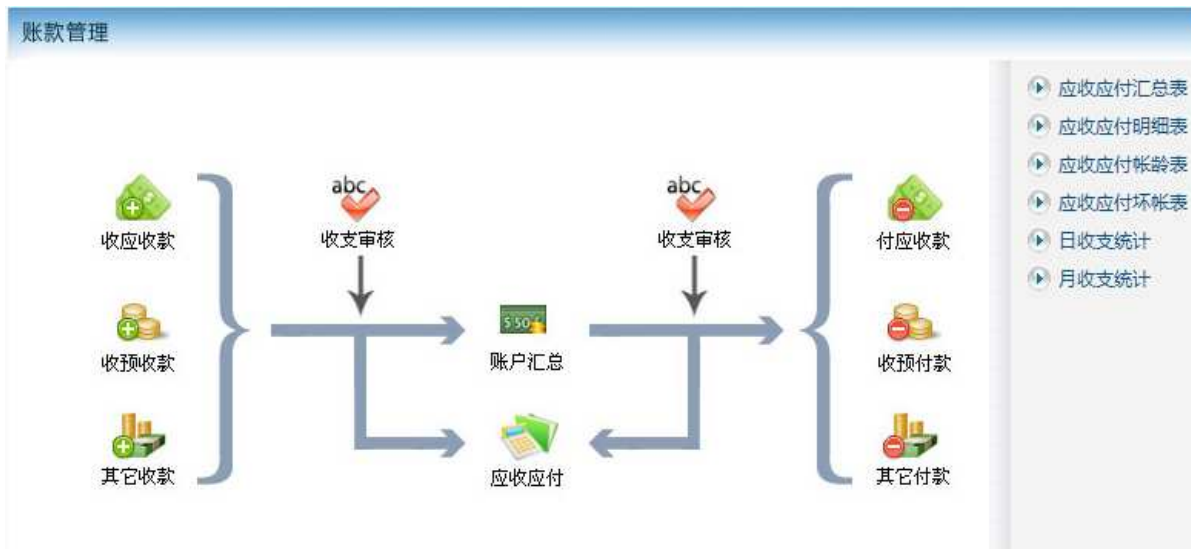 账款管理
收应收款
收预收款
其它收款
abc
收支审核
账户汇总
$ 50
应收应付
abc
收支审核
付应收款
收预付款
其它付款
应收应付汇总表
应收应付明细表
应收应付帐龄表
应收应付坏帐表
日收支统计
月收支统计